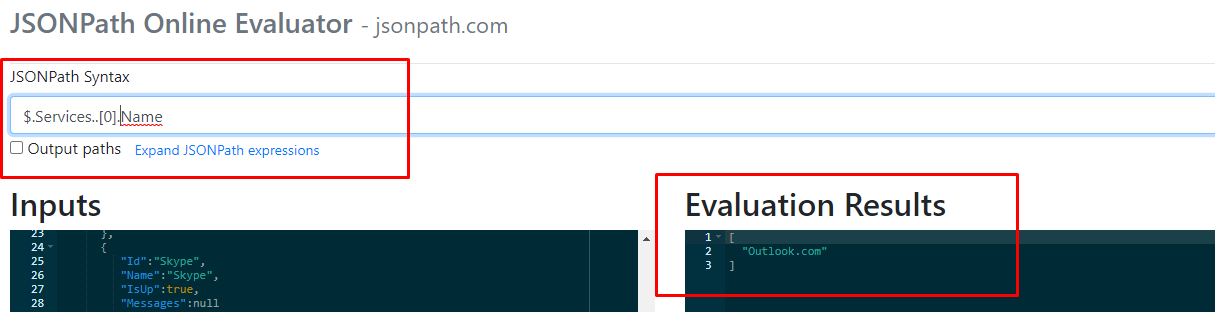 JSONPath Online Evaluator - jsonpath.com
JSONPath Syntax
$.Services..[0].Name
Output paths Expand JSONPath expressions
Inputs
23 },
24 {
25 "Id":"Skype",
26 "Name":"Skype",
27 "IsUp":true,
28 "Messages":null
Evaluation Results
1 [
2 "Outlook.com"
3 ]